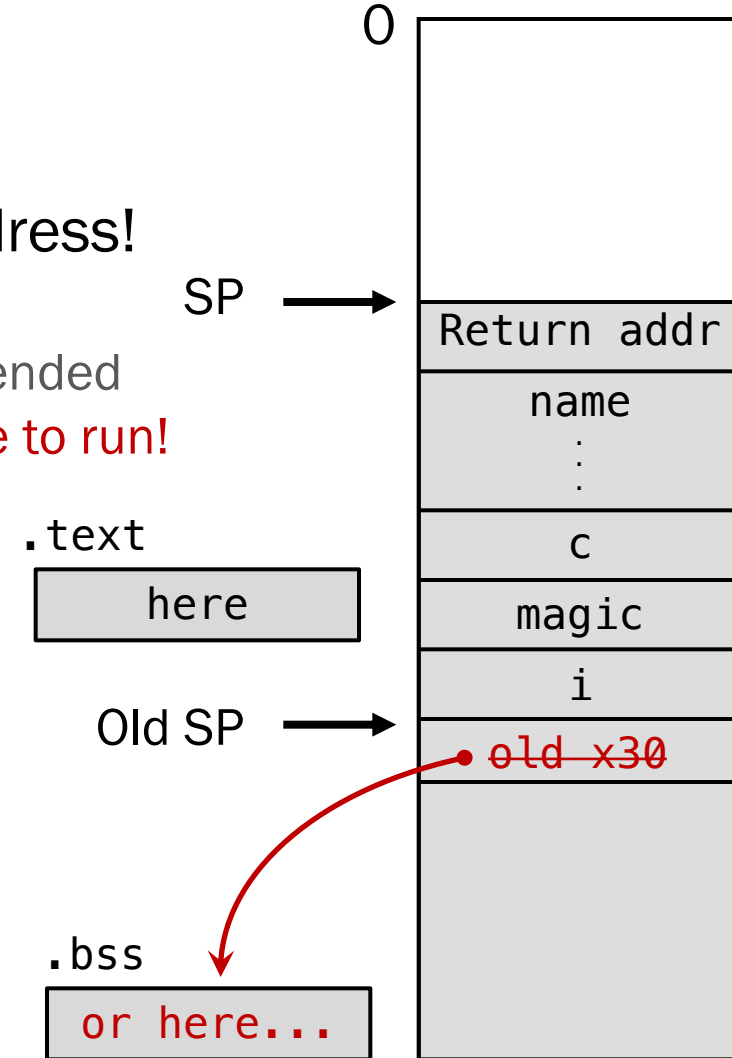 0
dress!
SP
Return addr
ended
name
e to run!
.
.
.
.text
c
here
magic
i
Old SP
old x30
.bss
or here...